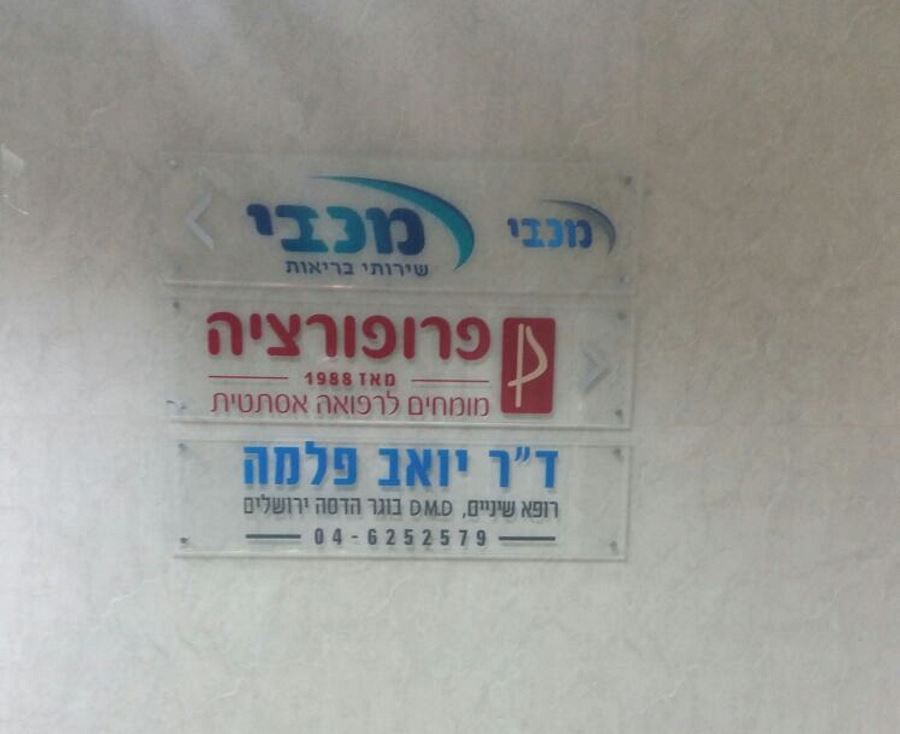 מכבי
מכבי
שירותי בריאות
פרופורציה
מאז 1988
מומחים לרפואה אסתטית
ד"ר יואב פלמה
רופא שיניים, D.M.D בוגר הדסה ירושלים
04-6252579